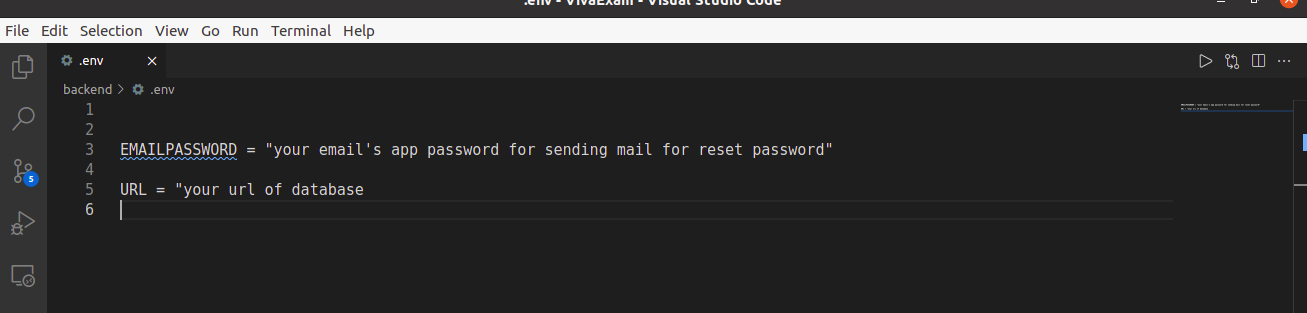 .env - VivaExam - Visual Studio Code
File Edit Selection View Go Run Terminal Help
.env
backend > .env
1
2
3 EMAILPASSWORD = "your email's app password for sending mail for reset password"
4
5 URL = "your url of database
6
5